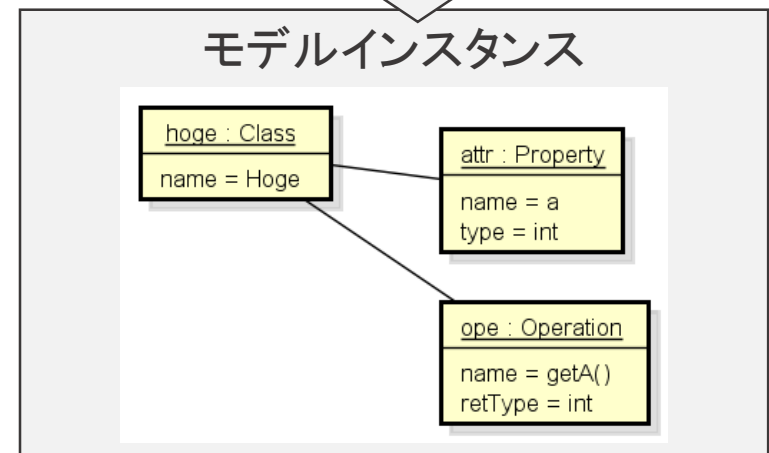 モデルインスタンス
hoge : Class
name = Hoge
attr : Property
name = a
type = int
ope : Operation
name = getA()
retType = int